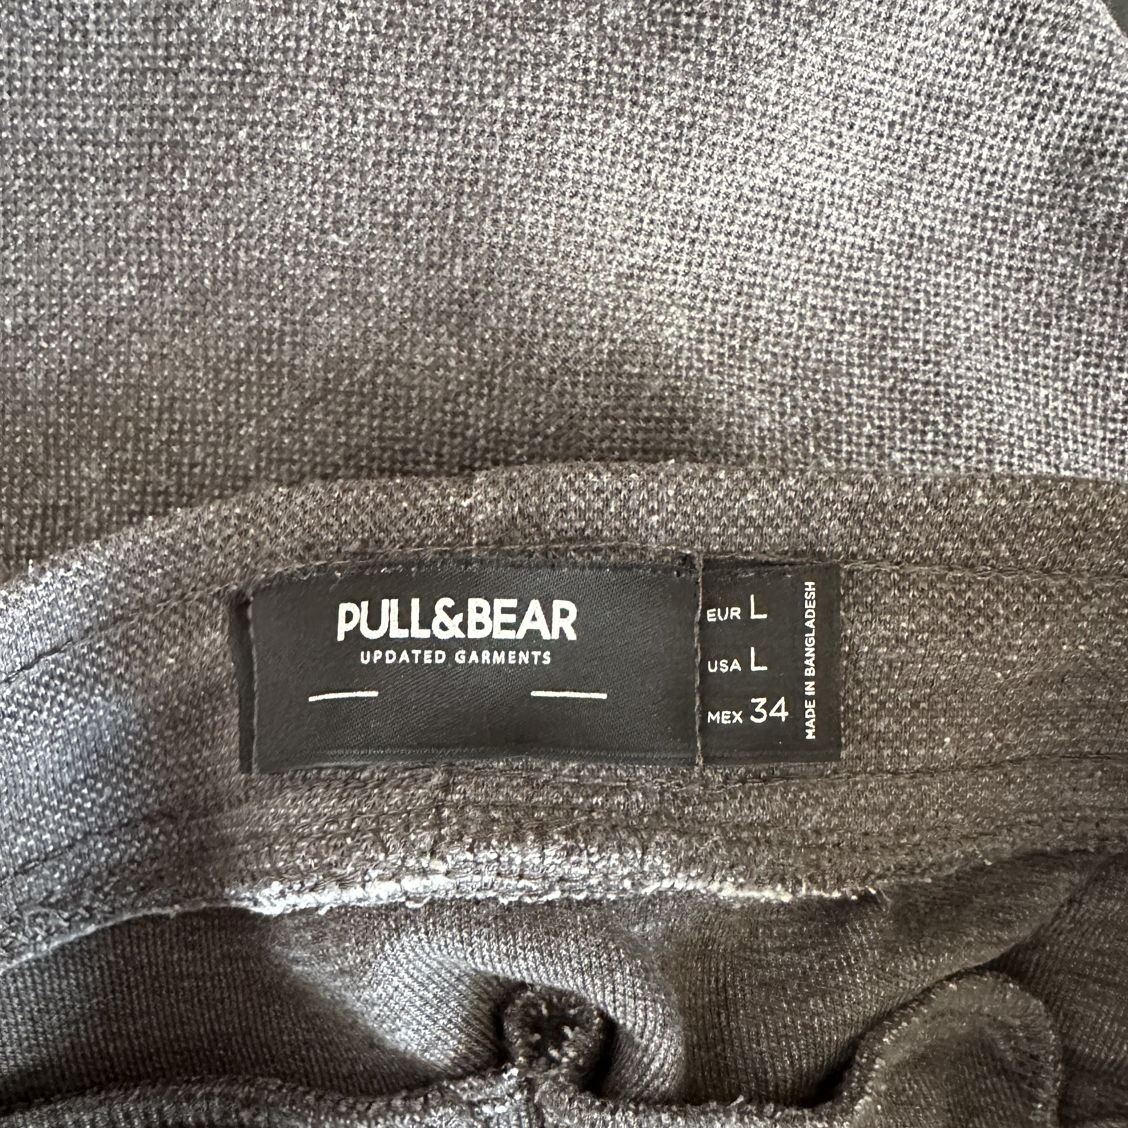 PULL&BEAR
UPDATED GARMENTS
EUR L
USA L
MEX 34
MADE IN BANGLADESH